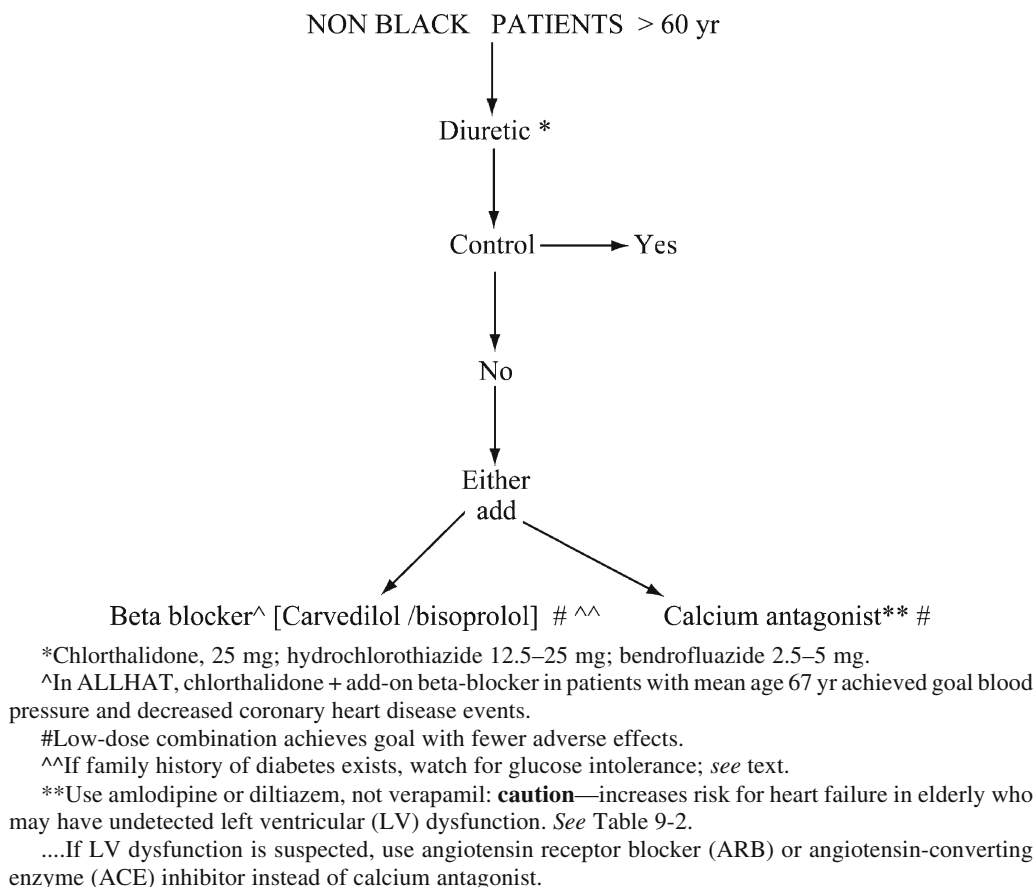 NON BLACK PATIENTS > 60 yr
Diuretic *
Control
Yes
No
Either
add
Beta blocker^ [Carvedilol /bisoprolol] # ^^
Calcium antagonist** #
*Chlorthalidone, 25 mg; hydrochlorothiazide 12.5–25 mg; bendrofluazide 2.5–5 mg.
^In ALLHAT, chlorthalidone + add-on beta-blocker in patients with mean age 67 yr achieved goal blood
pressure and decreased coronary heart disease events.
#Low-dose combination achieves goal with fewer adverse effects.
^^If family history of diabetes exists, watch for glucose intolerance; see text.
**Use amlodipine or diltiazem, not verapamil: caution—increases risk for heart failure in elderly who
may have undetected left ventricular (LV) dysfunction. See Table 9-2.
....If LV dysfunction is suspected, use angiotensin receptor blocker (ARB) or angiotensin-converting
enzyme (ACE) inhibitor instead of calcium antagonist.